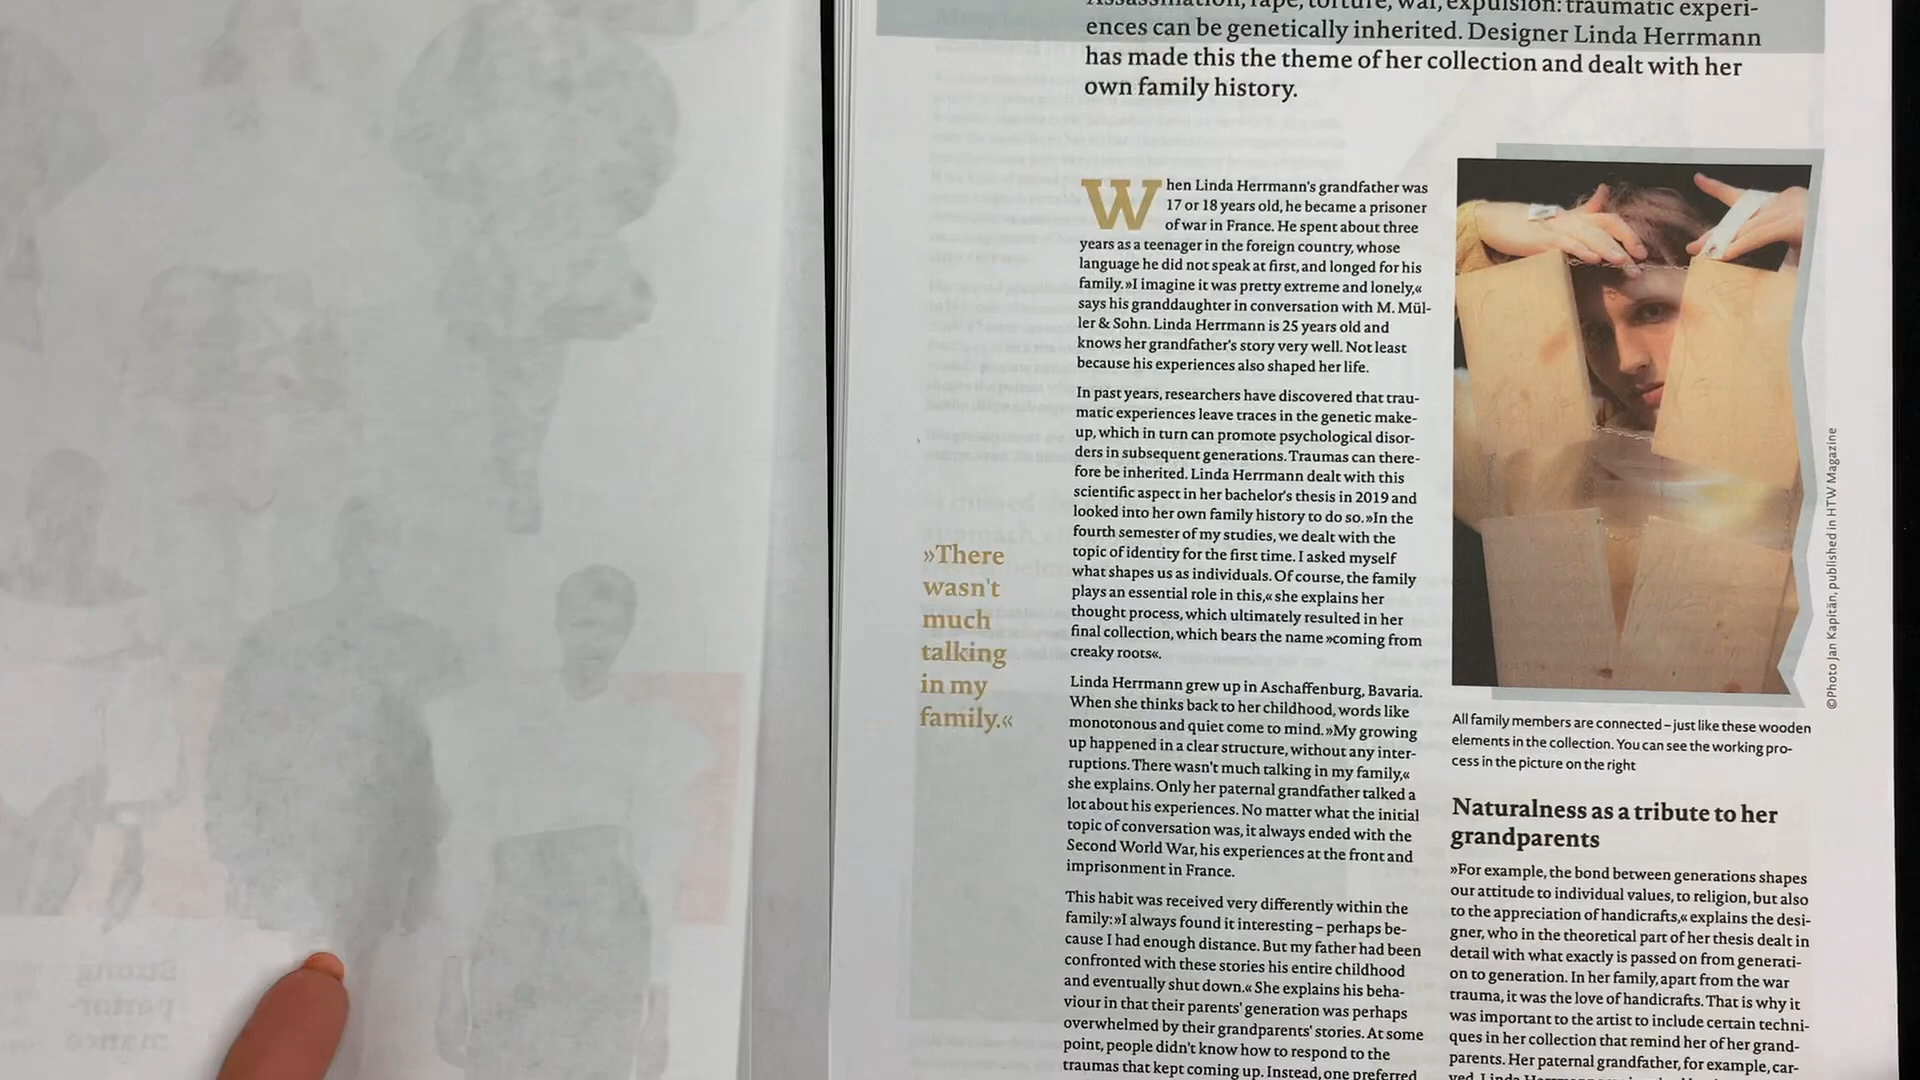 Assassination, rape, torture, war, expulsion: traumatic experi-
ences can be genetically inherited. Designer Linda Herrmann
has made this the theme of her collection and dealt with her
own family history.
When Linda Herrmann's grandfather was
17 or 18 years old, he became a prisoner
of war in France. He spent about three
years as a teenager in the foreign country, whose
language he did not speak at first, and longed for his
family. »I imagine it was pretty extreme and lonely,«
says his granddaughter in conversation with M. Mül-
ler & Sohn. Linda Herrmann is 25 years old and
knows her grandfather's story very well. Not least
because his experiences also shaped her life.
In past years, researchers have discovered that trau-
matic experiences leave traces in the genetic make-
up, which in turn can promote psychological disor-
ders in subsequent generations. Traumas can there-
fore be inherited. Linda Herrmann dealt with this
scientific aspect in her bachelor's thesis in 2019 and
looked into her own family history to do so. »In the
fourth semester of my studies, we dealt with the
topic of identity for the first time. I asked myself
what shapes us as individuals. Of course, the family
plays an essential role in this,« she explains her
thought process, which ultimately resulted in her
final collection, which bears the name »coming from
creaky roots«.
Linda Herrmann grew up in Aschaffenburg, Bavaria.
When she thinks back to her childhood, words like
monotonous and quiet come to mind. »My growing
up happened in a clear structure, without any inter-
ruptions. There wasn't much talking in my family,«
she explains. Only her paternal grandfather talked a
lot about his experiences. No matter what the initial
topic of conversation was, it always ended with the
Second World War, his experiences at the front and
imprisonment in France.
This habit was received very differently within the
family: »I always found it interesting – perhaps be-
cause I had enough distance. But my father had been
confronted with these stories his entire childhood
and eventually shut down.« She explains his beha-
viour in that their parents' generation was perhaps
overwhelmed by their grandparents' stories. At some
point, people didn't know how to respond to the
traumas that kept coming up. Instead, one preferred
»There
wasn't
much
talking
in my
family.«
©Photo Jan Kapitän, published in HTW Magazine
All family members are connected – just like these wooden
elements in the collection. You can see the working pro-
cess in the picture on the right
Naturalness as a tribute to her
grandparents
»For example, the bond between generations shapes
our attitude to individual values, to religion, but also
to the appreciation of handicrafts,« explains the desi-
gner, who in the theoretical part of her thesis dealt in
detail with what exactly is passed on from generati-
on to generation. In her family, apart from the war
trauma, it was the love of handicrafts. That is why it
was important to the artist to include certain techni-
ques in her collection that remind her of her grand-
parents. Her paternal grandfather, for example, car-
ved. Linda
Strong
perfor-
mance